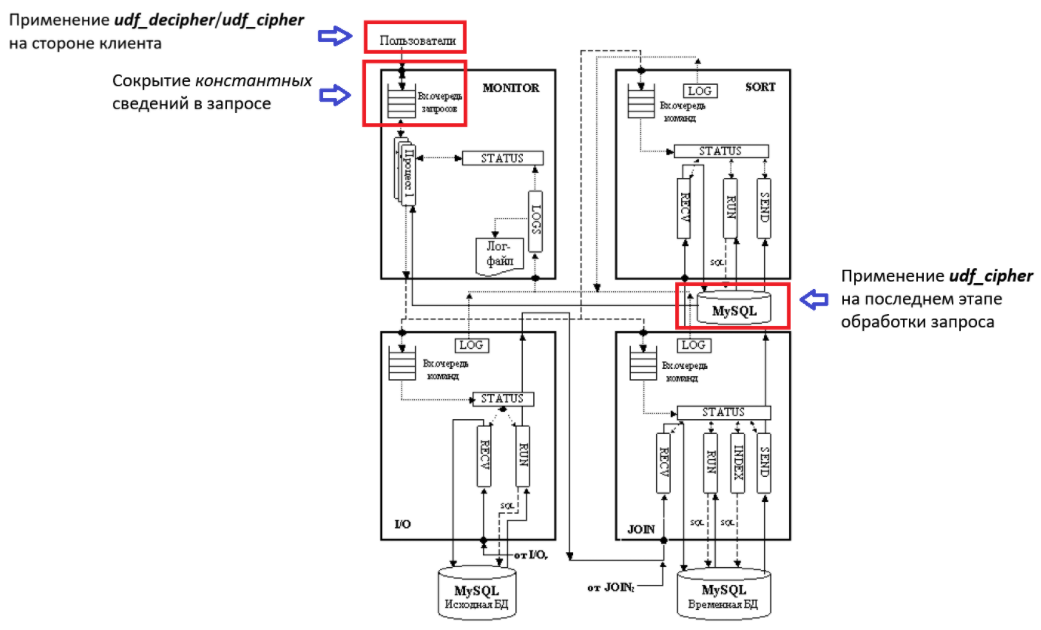 Применение udf_decipher/udf_cipher
на стороне клиента
Пользователи
Сокрытие константных
сведений в запросе
Вх.очередь
запросов
MONITOR
Процесс 1
STATUS
LOGS
Лог-
файл
LOG
SORT
Вх.очередь
команд
STATUS
RECV
RUN
SEND
SQL
MySQL
Применение udf_cipher
на последнем этапе
обработки запроса
LOG
Вх.очередь
команд
STATUS
RECV
RUN
SQL
I/O
от I/Or
MySQL
Исходная БД
LOG
Вх.очередь
команд
STATUS
RECV
RUN
INDEX
SEND
SQL
SQL
JOIN
от JOINt
MySQL
Временная БД